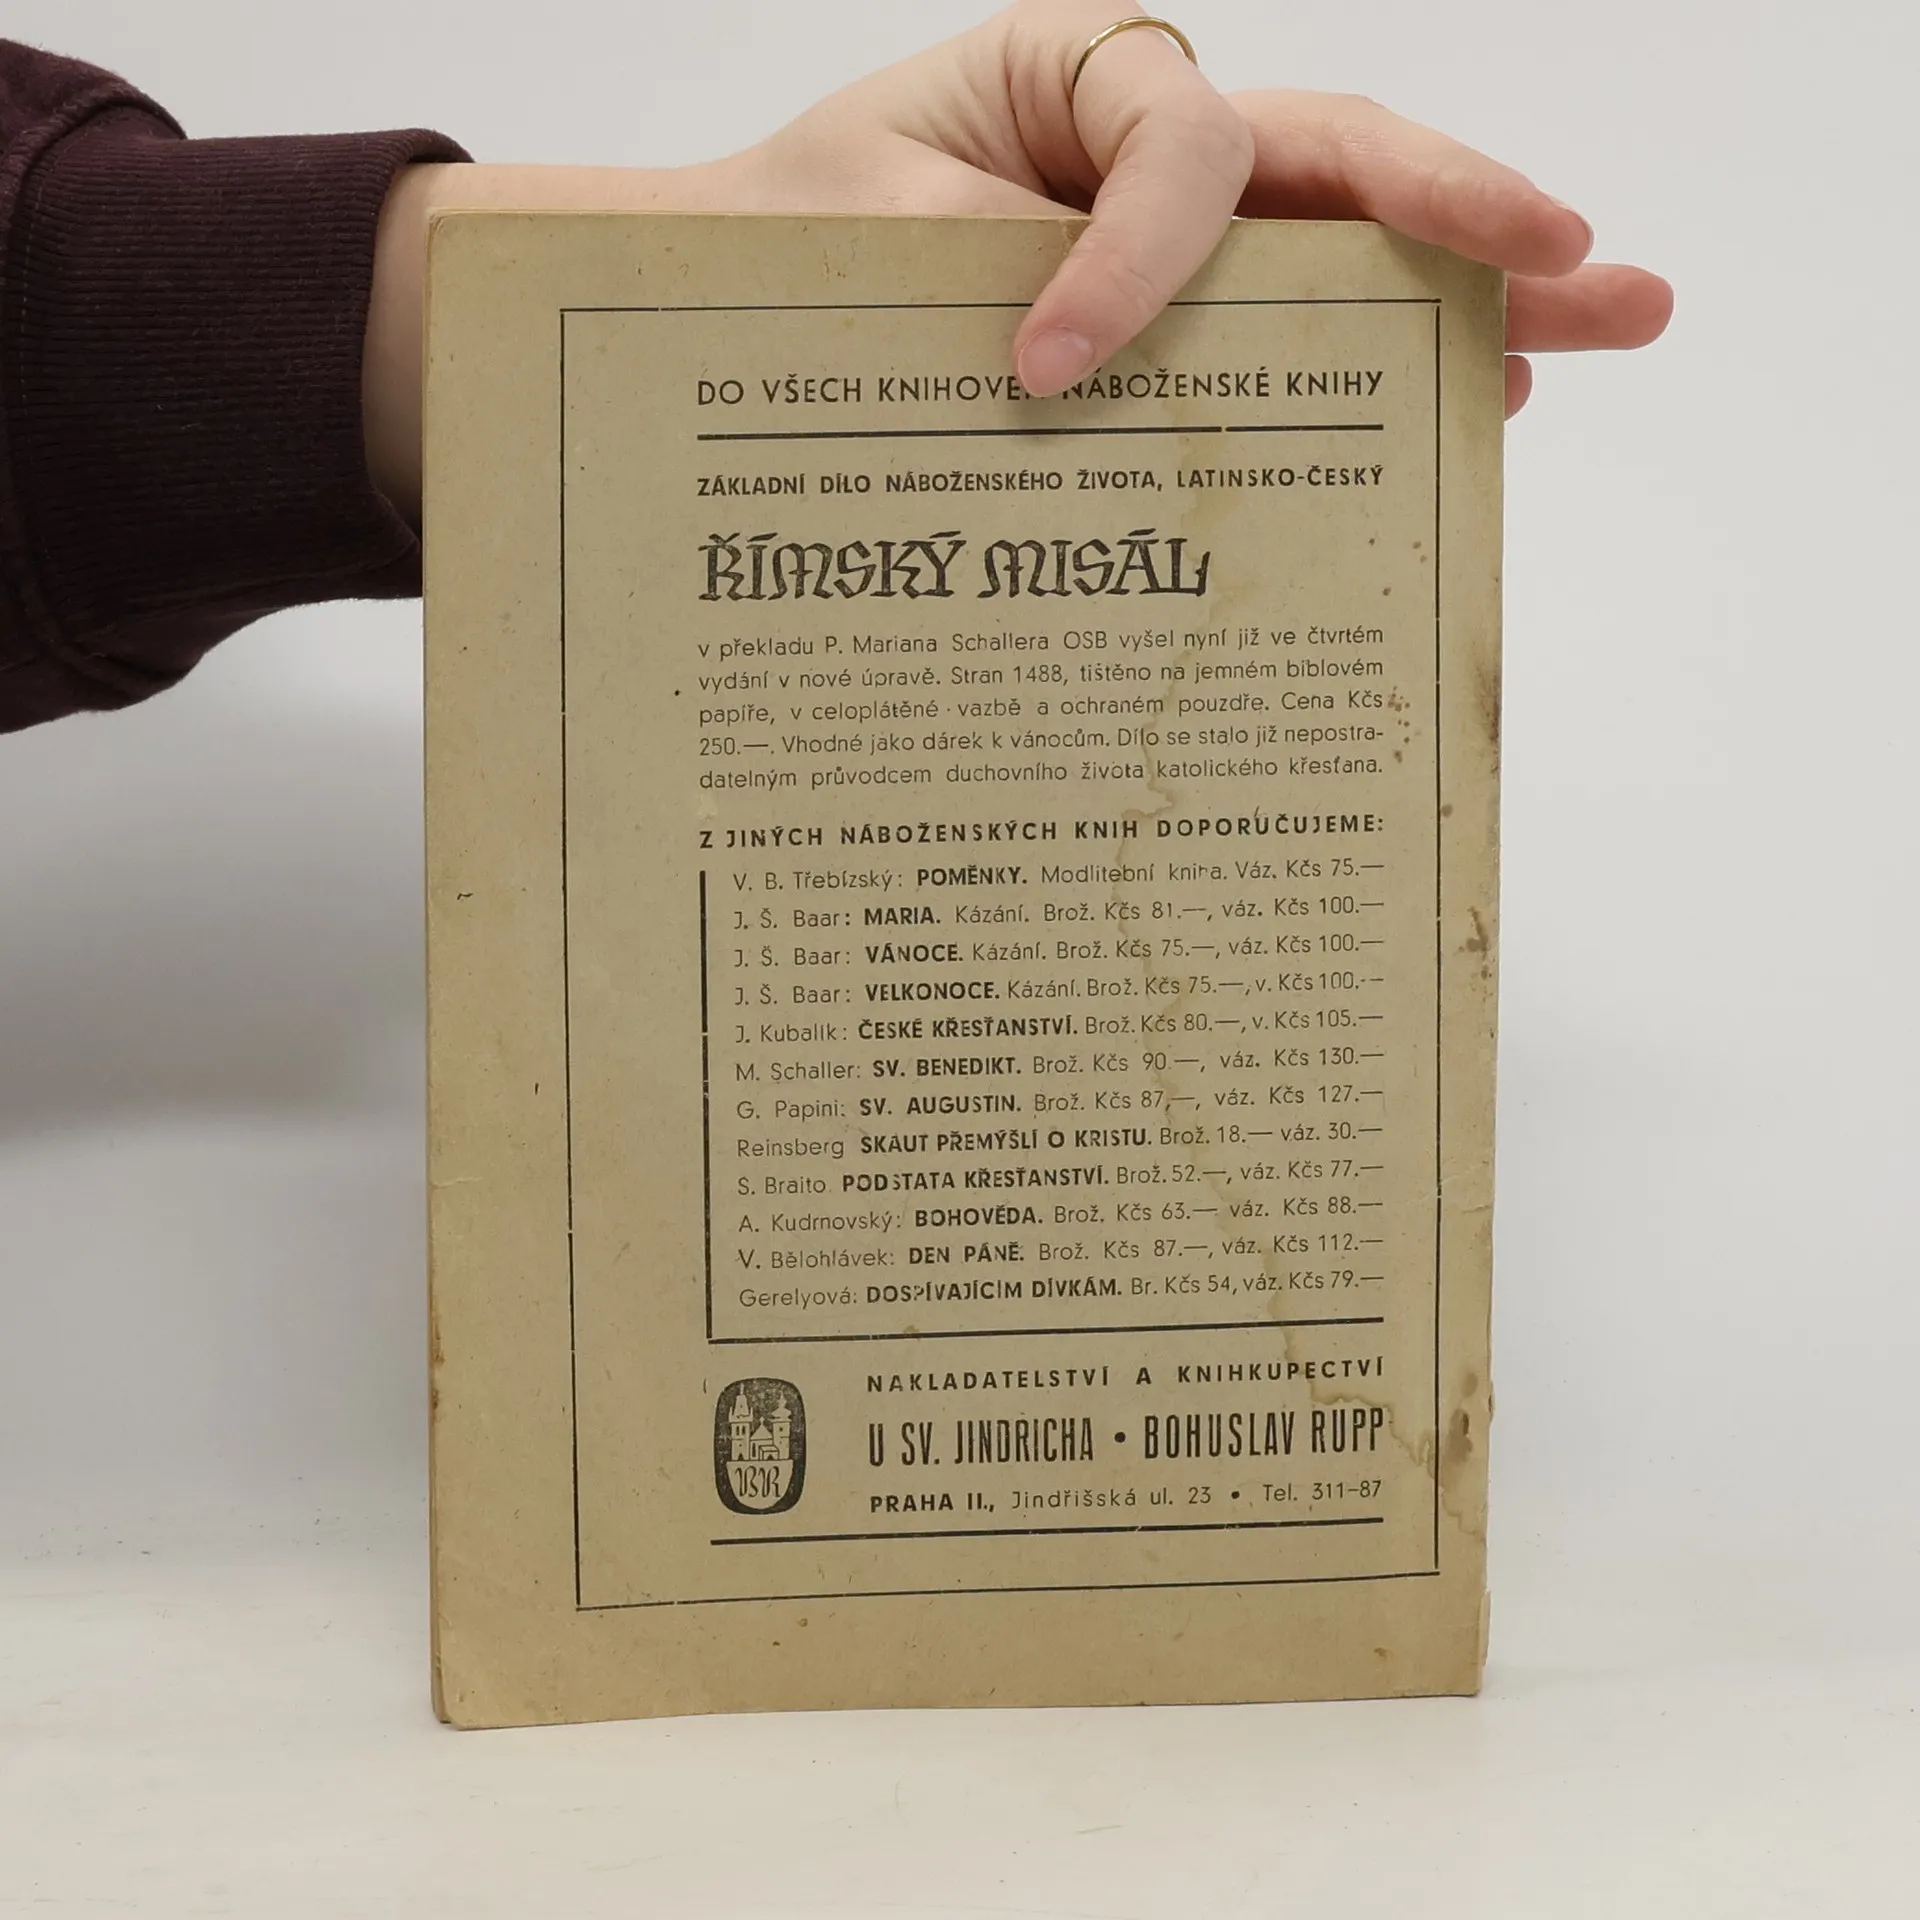 DO VŠECH KNIHOVEN NÁBOŽENSKÉ KNIHY
ZÁKLADNÍ DÍLO NÁBOŽENSKÉHO ŽIVOTA, LATINSKO-ČESKÝ
ŘÍMSKÝ MISÁL
v překladu P. Mariana Schallera OSB vyšel nyní již ve čtvrtém
vydání v nové úpravě. Stran 1488, tištěno na jemném biblovém
papíře, v celoplátěné vazbě a ochraném pouzdře. Cena Kčs
250.—. Vhodné jako dárek k vánocům. Dílo se stalo již nepostra-
datelným průvodcem duchovního života katolického křesťana.
Z JINÝCH NÁBOŽENSKÝCH KNIH DOPORUČUJEME:
V. B. Třebízský: POMĚNKY. Modlitební kniha. Váz. Kčs 75.—
J. Š. Baar: MARIA. Kázání. Brož. Kčs 81.—, váz. Kčs 100.—
J. Š. Baar: VÁNOCE. Kázání. Brož. Kčs 75.—, váz. Kčs 100.—
J. Š. Baar: VELKONOCE. Kázání. Brož. Kčs 75.—, v. Kčs 100.—
J. Kubalík: ČESKÉ KŘESŤANSTVÍ. Brož. Kčs 80.—, v. Kčs 105.—
M. Schaller: SV. BENEDIKT. Brož. Kčs 90.—, váz. Kčs 130.—
G. Papini: SV. AUGUSTIN. Brož. Kčs 87,—, váz. Kčs 127.—
Reinsberg SKAUT PŘEMÝŠLÍ O KRISTU. Brož. 18.— váz. 30.—
S. Braito. PODSTATA KŘESŤANSTVÍ. Brož. 52.—, váz. Kčs 77.—
A. Kudrnovský: BOHOVĚDA. Brož. Kčs 63.— váz. Kčs 88.—
V. Bělohlávek: DEN PÁNĚ. Brož. Kčs 87.—, váz. Kčs 112.—
Gerelyová: DOSPÍVAJÍCÍM DÍVKÁM. Br. Kčs 54, váz. Kčs 79.—
NAKLADATELSTVÍ A KNIHKUPECTVÍ
U SV. JINDŘICHA • BOHUSLAV RUPP
BR
PRAHA II., Jindřišská ul. 23 • Tel. 311-87